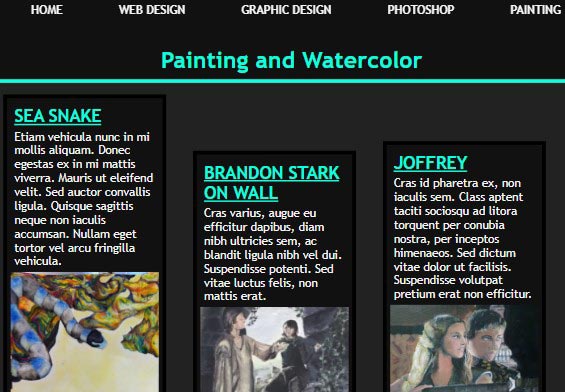 HOME WEB DESIGN GRAPHIC DESIGN PHOTOSHOP PAINTING
Painting and Watercolor
SEA SNAKE
Etiam vehicula nunc in mi
mollis aliquam. Donec
egestas ex in mi mattis
viverra. Mauris ut eleifend
velit. Sed auctor convallis
ligula. Quisque sagittis
neque non iaculis
accumsan. Nullam eget
tortor vel arcu fringilla
vehicula.
BRANDON STARK
ON WALL
Cras varius, augue eu
efficitur dapibus, diam
nibh ultricies sem, ac
blandit ligula nibh vel dui.
Suspendisse potenti. Sed
vitae luctus felis, non
mattis erat.
JOFFREY
Cras id pharetra ex, non
iaculis sem. Class aptent
taciti sociosqu ad litora
torquent per conubia
nostra, per inceptos
himenaeos. Sed dictum
vitae dolor ut facilisis.
Suspendisse volutpat
pretium erat non efficitur.